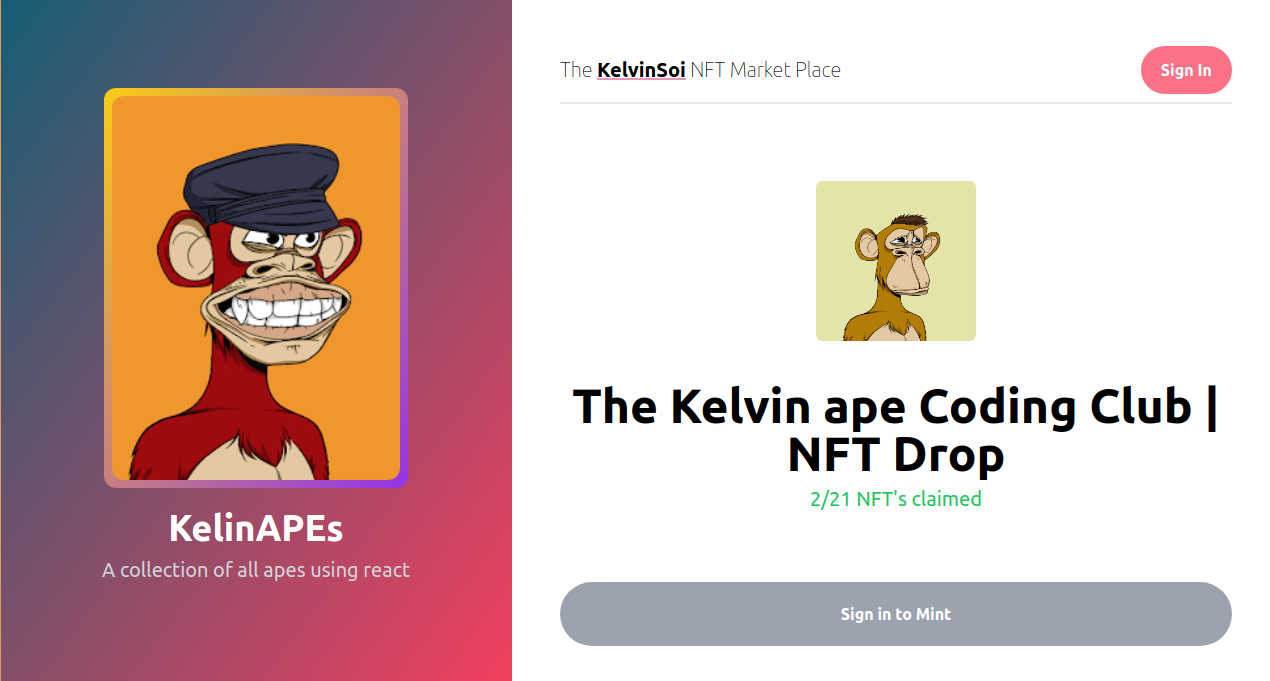 KelinAPEs
A collection of all apes using react
The KelvinSoi NFT Market Place
Sign In
The Kelvin ape Coding Club |
NFT Drop
2/21 NFT's claimed
Sign in to Mint